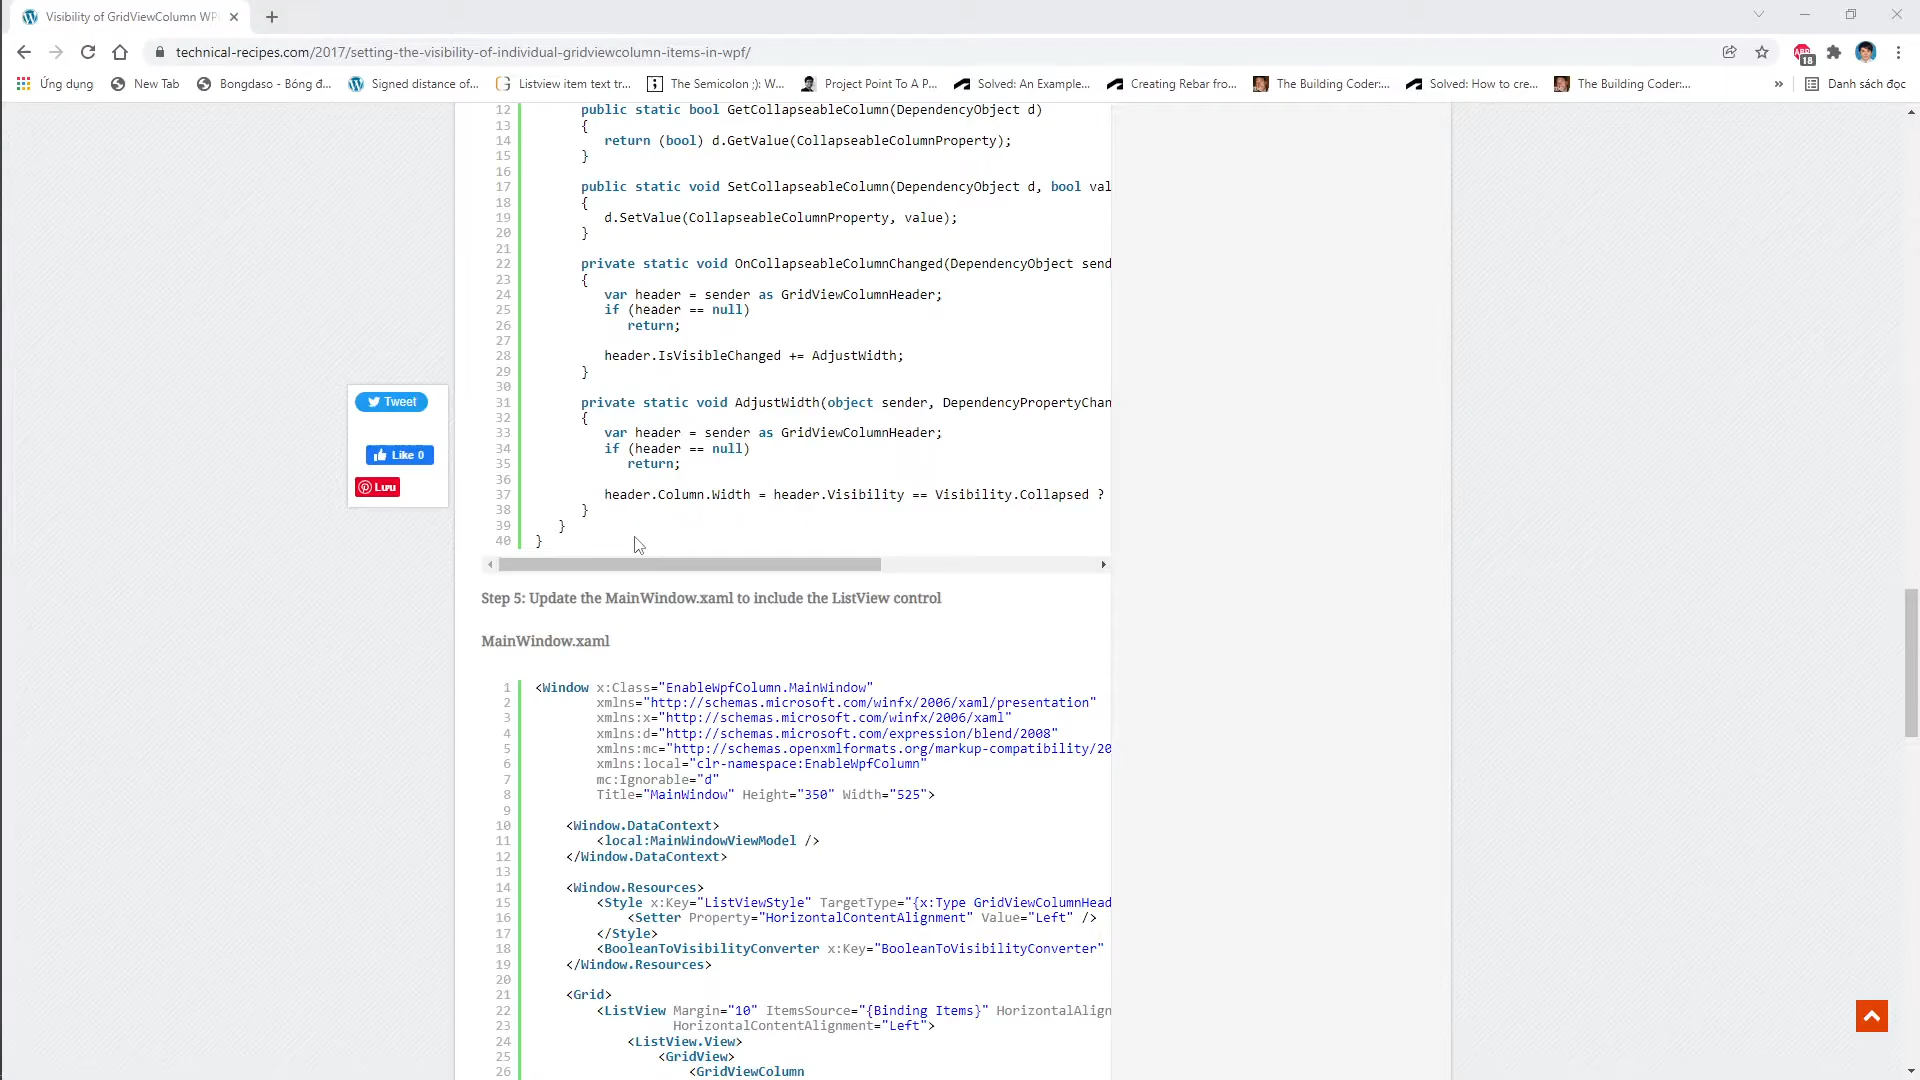 Visibility of GridViewColumn WP
technical-recipes.com/2017/setting-the-visibility-of-individual-gridviewcolumn-items-in-wpf/
18
Ứng dụng New Tab Bongdaso - Bóng đ... Signed distance of... Listview item text tr... The Semicolon ;): W... Project Point To A P... Solved: An Example... Creating Rebar fro... The Building Coder:... Solved: How to cre... The Building Coder:... » Danh sách đọc
12 public static bool GetCollapseableColumn(DependencyObject d)
13 {
14 return (bool) d.GetValue(CollapseableColumnProperty);
15 }
16
17 public static void SetCollapseableColumn(DependencyObject d, bool val
18 {
19 d.SetValue(CollapseableColumnProperty, value);
20 }
21
22 private static void OnCollapseableColumnChanged(DependencyObject send
23 {
24 var header = sender as GridViewColumnHeader;
25 if (header == null)
26 return;
27
28 header.IsVisibleChanged += AdjustWidth;
29 }
30
31 private static void AdjustWidth(object sender, DependencyPropertyChan
32 {
33 var header = sender as GridViewColumnHeader;
34 if (header == null)
35 return;
36
37 header.Column.Width = header.Visibility == Visibility.Collapsed ?
38 }
39 }
40 }
Tweet
Like 0
Lưu
Step 5: Update the MainWindow.xaml to include the ListView control
MainWindow.xaml
1 <Window x:Class="EnableWpfColumn.MainWindow"
2 xmlns="http://schemas.microsoft.com/winfx/2006/xaml/presentation"
3 xmlns:x="http://schemas.microsoft.com/winfx/2006/xaml"
4 xmlns:d="http://schemas.microsoft.com/expression/blend/2008"
5 xmlns:mc="http://schemas.openxmlformats.org/markup-compatibility/20
6 xmlns:local="clr-namespace:EnableWpfColumn"
7 mc:Ignorable="d"
8 Title="MainWindow" Height="350" Width="525">
9
10 <Window.DataContext>
11 <local:MainWindowViewModel />
12 </Window.DataContext>
13
14 <Window.Resources>
15 <Style x:Key="ListViewStyle" TargetType="{x:Type GridViewColumnHead
16 <Setter Property="HorizontalContentAlignment" Value="Left" />
17 </Style>
18 <BooleanToVisibilityConverter x:Key="BooleanToVisibilityConverter"
19 </Window.Resources>
20
21 <Grid>
22 <ListView Margin="10" ItemsSource="{Binding Items}" HorizontalAlign
23 HorizontalContentAlignment="Left">
24 <ListView.View>
25 <GridView>
26 <GridViewColumn